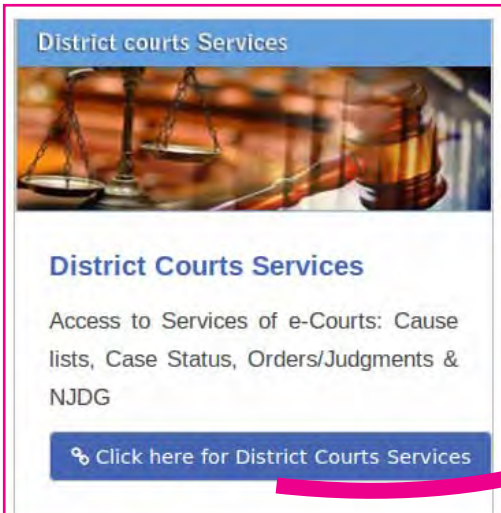 District courts Services
District Courts Services
Access to Services of e-Courts: Cause
lists, Case Status, Orders/Judgments &
NJDG
Click here for District Courts Services